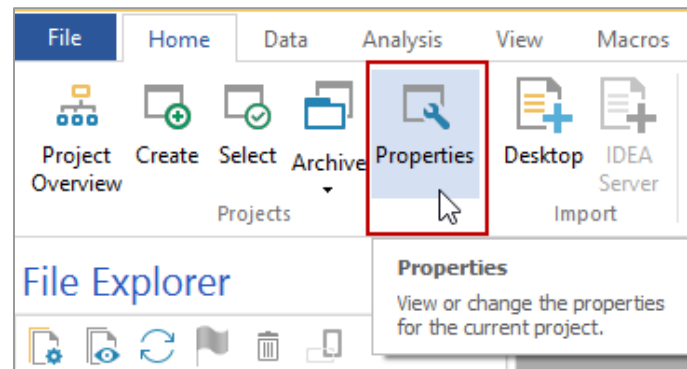 File Home Data Analysis View Macros
Project Overview Create Select Archive Properties Desktop IDEA Server
Projects Import
File Explorer
Properties
View or change the properties
for the current project.